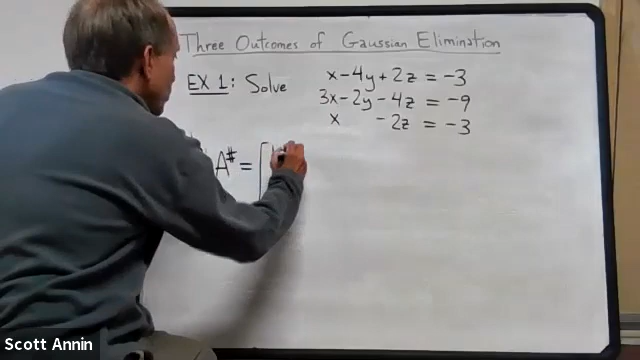 Three Outcomes of Gaussian Elimination
EX 1: Solve
x-4y+2z = -3
3x-2y-4z = -9
x -2z = -3
A# = [
Scott Annin